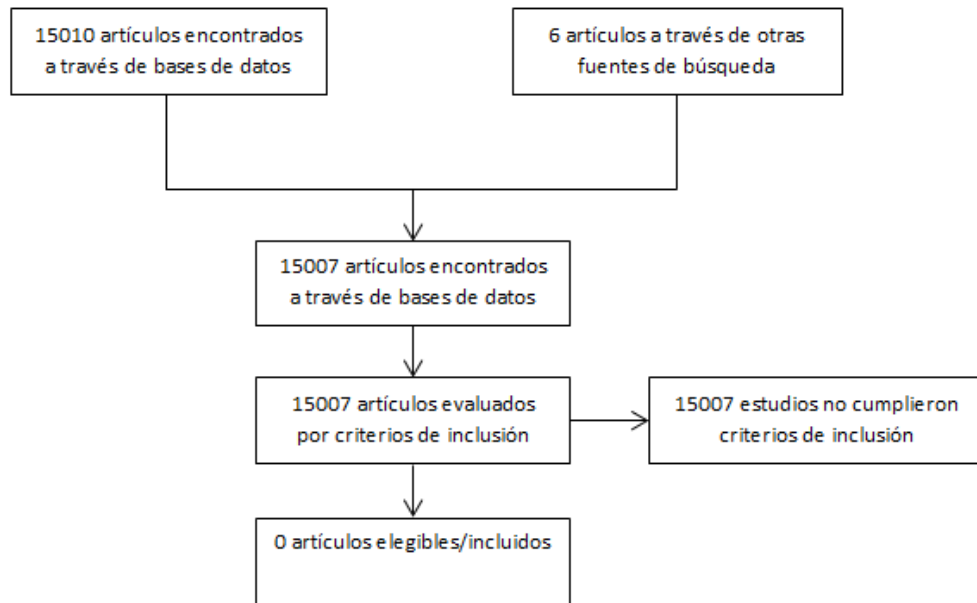 15010 artículos encontrados
a través de bases de datos
6 artículos a través de otras
fuentes de búsqueda
15007 artículos encontrados
a través de bases de datos
15007 artículos evaluados
por criterios de inclusión
15007 estudios no cumplieron
criterios de inclusión
0 artículos elegibles/incluidos